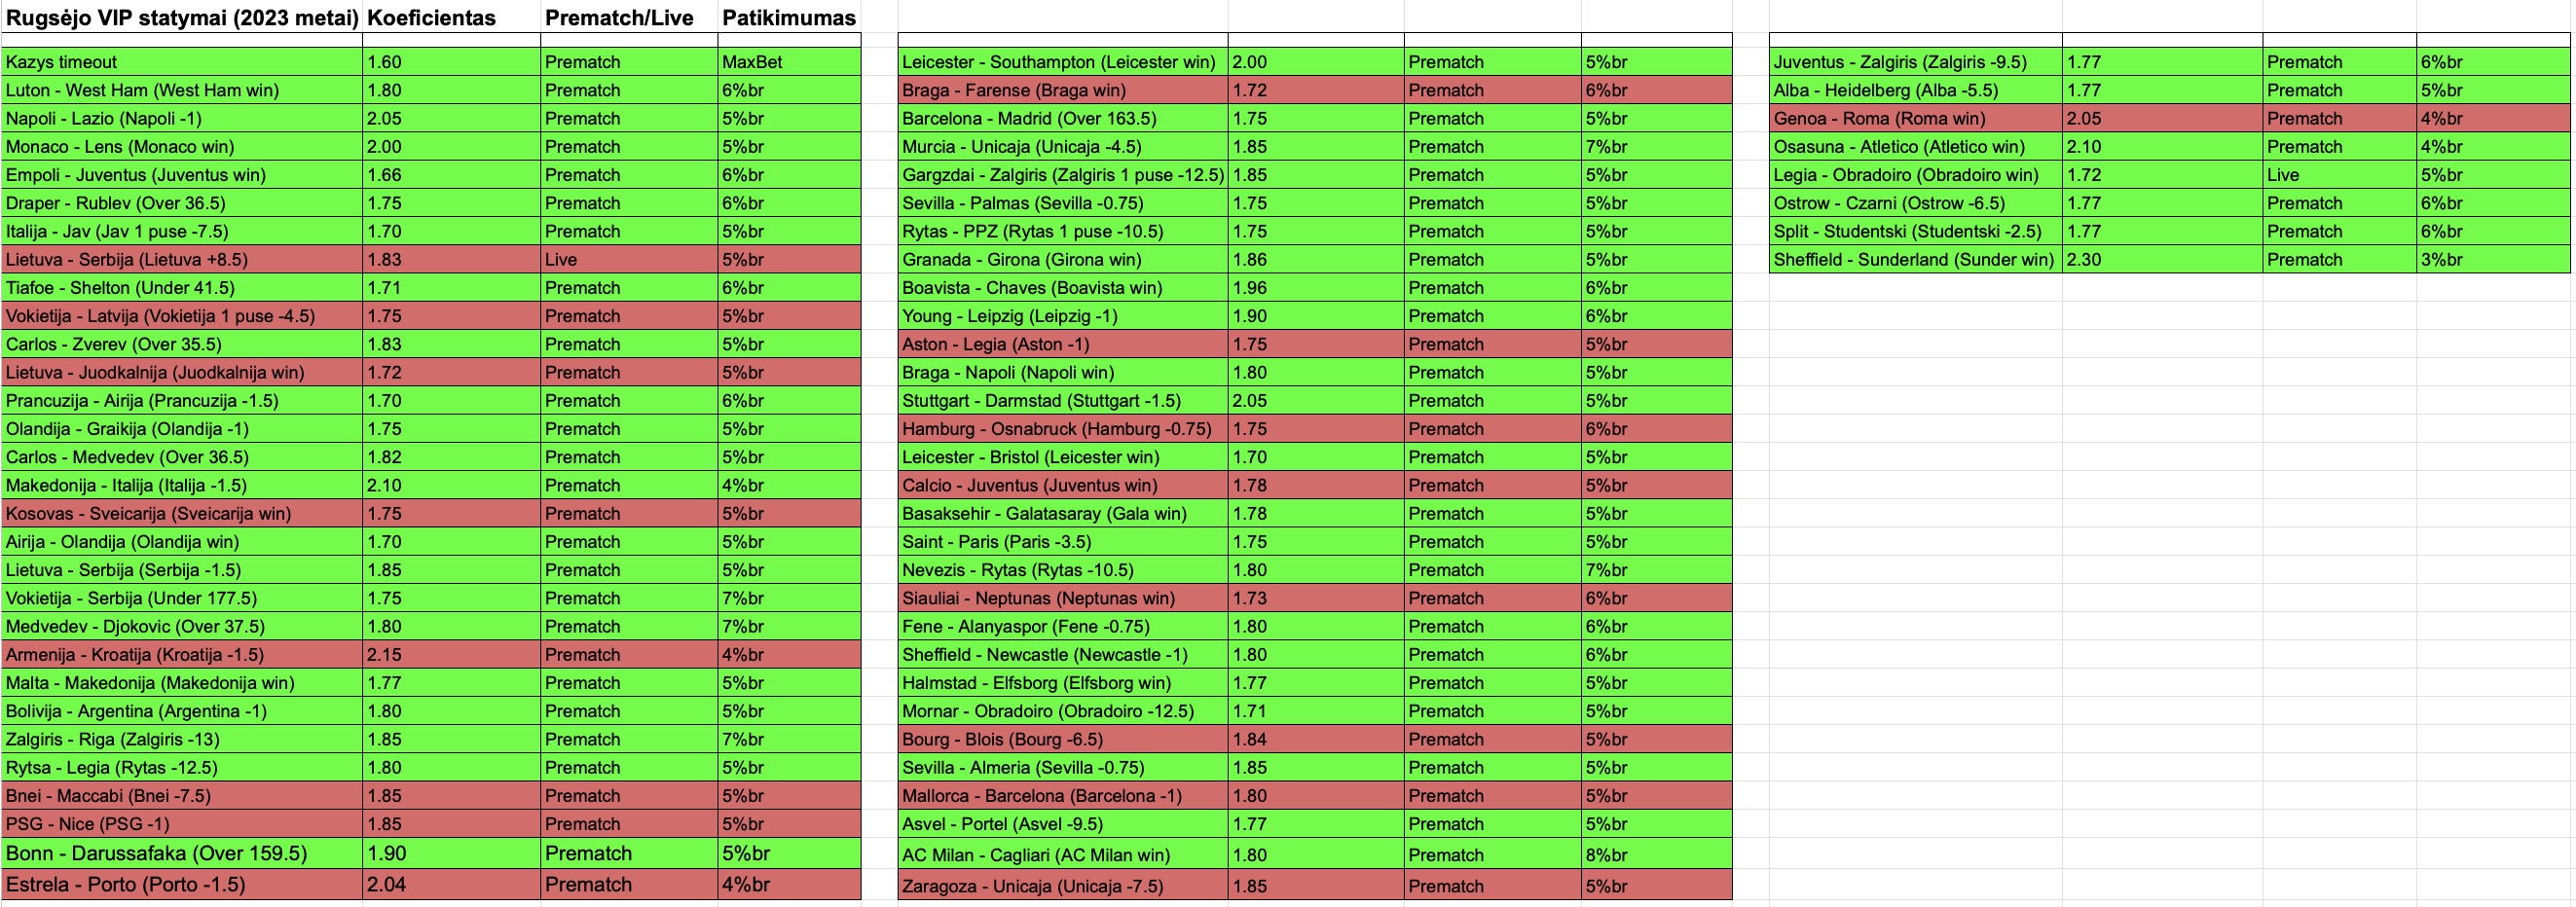 Rugsėjo VIP statymai (2023 metai) Koeficientas Prematch/Live Patikimumas
Kazys timeout 1.60 Prematch MaxBet
Luton - West Ham (West Ham win) 1.80 Prematch 6%br
Napoli - Lazio (Napoli -1) 2.05 Prematch 5%br
Monaco - Lens (Monaco win) 2.00 Prematch 5%br
Empoli - Juventus (Juventus win) 1.66 Prematch 6%br
Draper - Rublev (Over 36.5) 1.75 Prematch 6%br
Italija - Jav (Jav 1 puse -7.5) 1.70 Prematch 5%br
Lietuva - Serbija (Lietuva +8.5) 1.83 Live 5%br
Tiafoe - Shelton (Under 41.5) 1.71 Prematch 6%br
Vokietija - Latvija (Vokietija 1 puse -4.5) 1.75 Prematch 5%br
Carlos - Zverev (Over 35.5) 1.83 Prematch 5%br
Lietuva - Juodkalnija (Juodkalnija win) 1.72 Prematch 5%br
Prancuzija - Airija (Prancuzija -1.5) 1.70 Prematch 6%br
Olandija - Graikija (Olandija -1) 1.75 Prematch 5%br
Carlos - Medvedev (Over 36.5) 1.82 Prematch 5%br
Makedonija - Italija (Italija -1.5) 2.10 Prematch 4%br
Kosovas - Sveicarija (Sveicarija win) 1.75 Prematch 5%br
Airija - Olandija (Olandija win) 1.70 Prematch 5%br
Lietuva - Serbija (Serbija -1.5) 1.85 Prematch 5%br
Vokietija - Serbija (Under 177.5) 1.75 Prematch 7%br
Medvedev - Djokovic (Over 37.5) 1.80 Prematch 7%br
Armenija - Kroatija (Kroatija -1.5) 2.15 Prematch 4%br
Malta - Makedonija (Makedonija win) 1.77 Prematch 5%br
Bolivija - Argentina (Argentina -1) 1.80 Prematch 5%br
Zalgiris - Riga (Zalgiris -13) 1.85 Prematch 7%br
Rytsa - Legia (Rytas -12.5) 1.80 Prematch 5%br
Bnei - Maccabi (Bnei -7.5) 1.85 Prematch 5%br
PSG - Nice (PSG -1) 1.85 Prematch 5%br
Bonn - Darussafaka (Over 159.5) 1.90 Prematch 5%br
Estrela - Porto (Porto -1.5) 2.04 Prematch 4%br
Leicester - Southampton (Leicester win) 2.00 Prematch 5%br
Braga - Farense (Braga win) 1.72 Prematch 6%br
Barcelona - Madrid (Over 163.5) 1.75 Prematch 5%br
Murcia - Unicaja (Unicaja -4.5) 1.85 Prematch 7%br
Gargzdai - Zalgiris (Zalgiris 1 puse -12.5) 1.85 Prematch 5%br
Sevilla - Palmas (Sevilla -0.75) 1.75 Prematch 5%br
Rytas - PPZ (Rytas 1 puse -10.5) 1.75 Prematch 5%br
Granada - Girona (Girona win) 1.86 Prematch 5%br
Boavista - Chaves (Boavista win) 1.96 Prematch 6%br
Young - Leipzig (Leipzig -1) 1.90 Prematch 6%br
Aston - Legia (Aston -1) 1.75 Prematch 5%br
Braga - Napoli (Napoli win) 1.80 Prematch 5%br
Stuttgart - Darmstad (Stuttgart -1.5) 2.05 Prematch 5%br
Hamburg - Osnabruck (Hamburg -0.75) 1.75 Prematch 6%br
Leicester - Bristol (Leicester win) 1.70 Prematch 5%br
Calcio - Juventus (Juventus win) 1.78 Prematch 5%br
Basaksehir - Galatasaray (Gala win) 1.78 Prematch 5%br
Saint - Paris (Paris -3.5) 1.75 Prematch 5%br
Nevezis - Rytas (Rytas -10.5) 1.80 Prematch 7%br
Siauliai - Neptunas (Neptunas win) 1.73 Prematch 6%br
Fene - Alanyaspor (Fene -0.75) 1.80 Prematch 6%br
Sheffield - Newcastle (Newcastle -1) 1.80 Prematch 6%br
Halmstad - Elfsborg (Elfsborg win) 1.77 Prematch 5%br
Mornar - Obradoiro (Obradoiro -12.5) 1.71 Prematch 5%br
Bourg - Blois (Bourg -6.5) 1.84 Prematch 5%br
Sevilla - Almeria (Sevilla -0.75) 1.85 Prematch 5%br
Mallorca - Barcelona (Barcelona -1) 1.80 Prematch 5%br
Asvel - Portel (Asvel -9.5) 1.77 Prematch 5%br
AC Milan - Cagliari (AC Milan win) 1.80 Prematch 8%br
Zaragoza - Unicaja (Unicaja -7.5) 1.85 Prematch 5%br
Juventus - Zalgiris (Zalgiris -9.5) 1.77 Prematch 6%br
Alba - Heidelberg (Alba -5.5) 1.77 Prematch 5%br
Genoa - Roma (Roma win) 2.05 Prematch 4%br
Osasuna - Atletico (Atletico win) 2.10 Prematch 4%br
Legia - Obradoiro (Obradoiro win) 1.72 Live 5%br
Ostrow - Czarni (Ostrow -6.5) 1.77 Prematch 6%br
Split - Studentski (Studentski -2.5) 1.77 Prematch 6%br
Sheffield - Sunderland (Sunder win) 2.30 Prematch 3%br